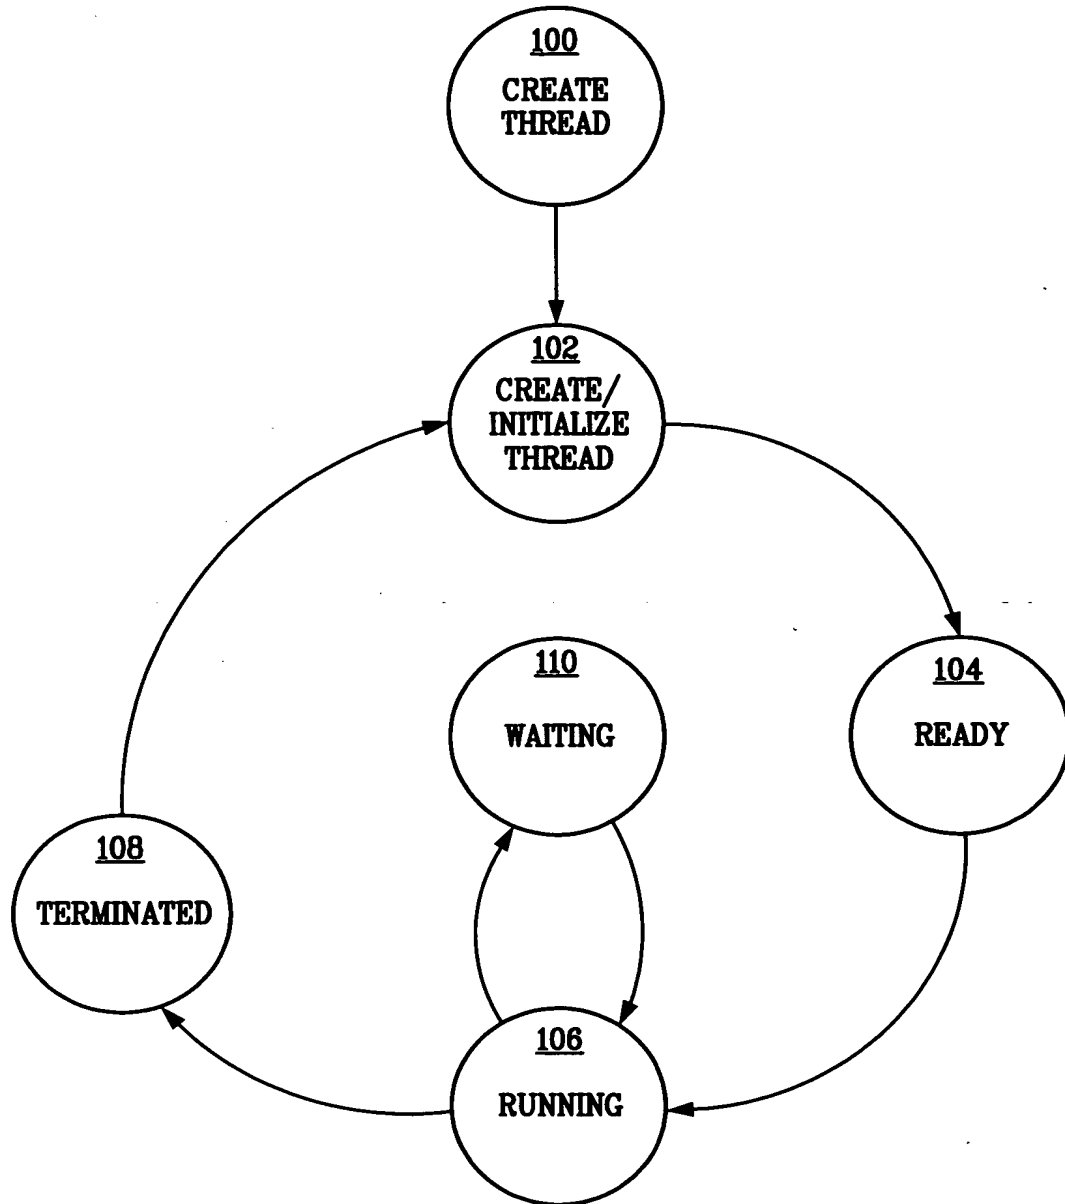 100
CREATE
THREAD
102
CREATE/
INITIALIZE
THREAD
110
WAITING
104
READY
108
TERMINATED
106
RUNNING